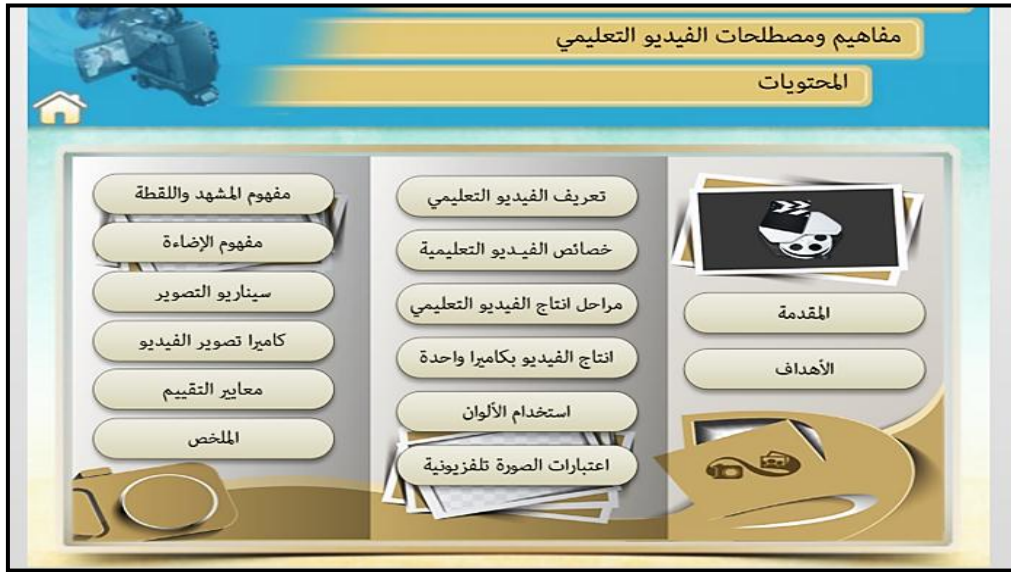 مفاهيم ومصطلحات الفيديو التعليمي
المحتويات
المقدمة
الأهداف
تعريف الفيديو التعليمي
خصائص الفيديو التعليمية
مراحل انتاج الفيديو التعليمي
انتاج الفيديو بكاميرا واحدة
استخدام الألوان
اعتبارات الصورة تلفزيونية
مفهوم المشهد واللقطة
مفهوم الإضاءة
سيناريو التصوير
كاميرا تصوير الفيديو
معايير التقييم
الملخص